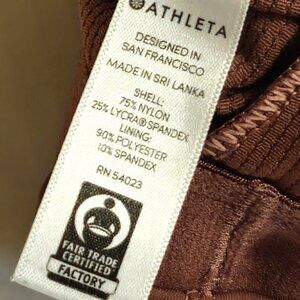 ATHLETA
DESIGNED IN
SAN FRANCISCO
MADE IN SRI LANKA
SHELL:
75% NYLON
25% LYCRA® SPANDEX
LINING:
90% POLYESTER
10% SPANDEX
RN 54023
FAIR TRADE
CERTIFIED
FACTORY